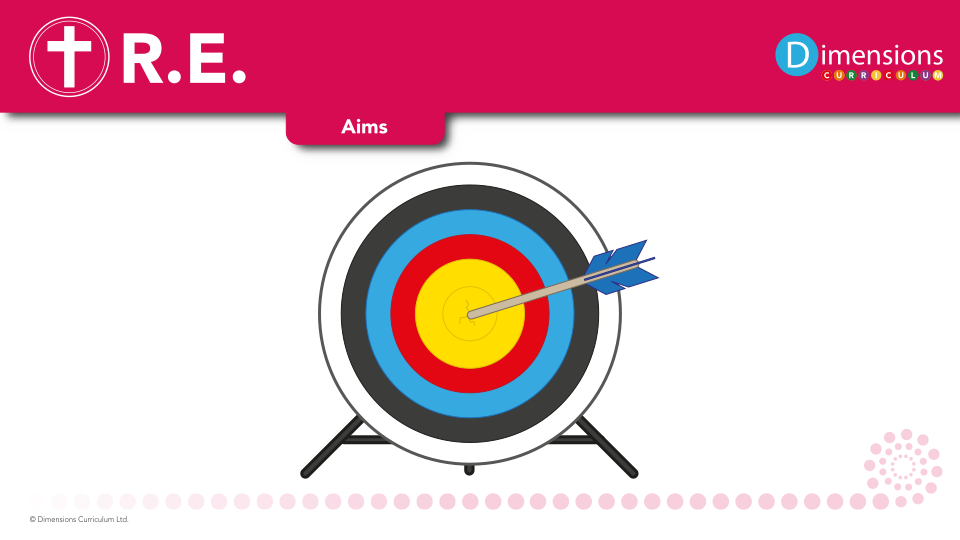 R.E.
Dimensions
CURRICULUM
Aims
© Dimensions Curriculum Ltd.